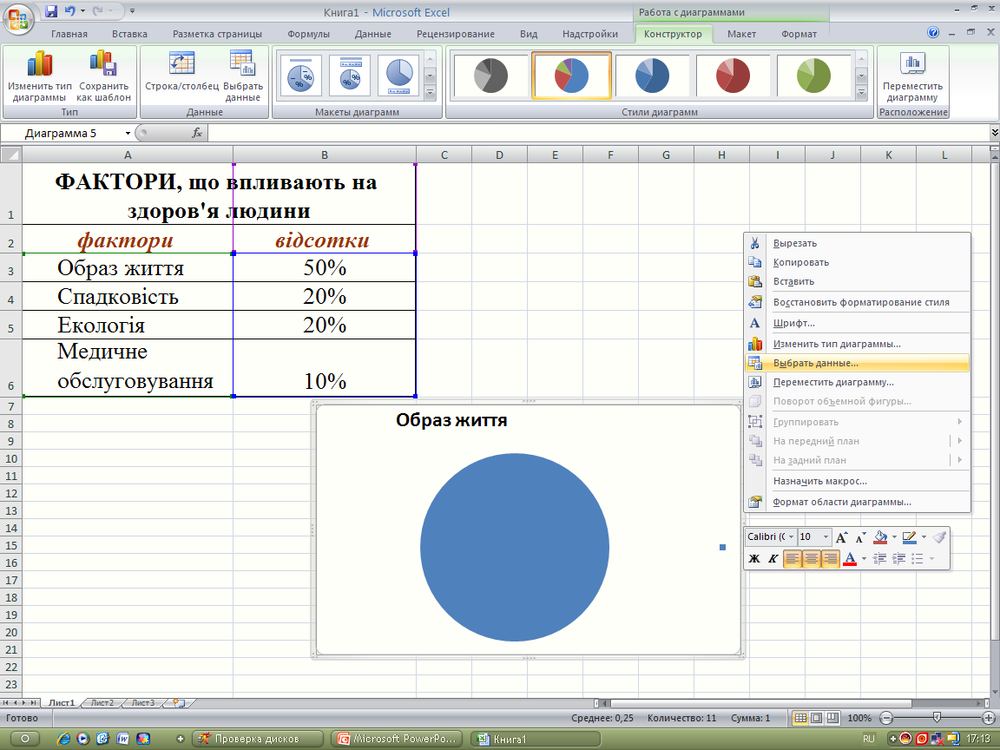 Книга1 - Microsoft Excel
Работа с диаграммами
Главная Вставка Разметка страницы Формулы Данные Рецензирование Вид Надстройки Конструктор Макет Формат
Изменить тип диаграммы
Сохранить как шаблон
Строка/столбец
Выбрать данные
Переместить диаграмму
Тип Данные Макеты диаграмм Стили диаграмм Расположение
Диаграмма 5 fx
A B C D E F G H I J K L
1 ФАКТОРИ, що впливають на
здоров'я людини
2 фактори відсотки
3 Образ життя 50%
4 Спадковість 20%
5 Екологія 20%
Медичне
6 обслуговування 10%
7
8
9
10
11
12
13
14
15
16
17
18
19
20
21
22
23
Образ життя
Вырезать
Копировать
Вставить
Восстановить форматирование стиля
Шрифт...
Изменить тип диаграммы...
Выбрать данные...
Переместить диаграмму...
Поворот объемной фигуры...
Группировать
На передний план
На задний план
Назначить макрос...
Формат области диаграммы...
Calibri (С 10 A A
Ж К A
Лист1 Лист2 Лист3
Готово Среднее: 0,25 Количество: 11 Сумма: 1 100%
Проверка дисков Microsoft PowerPo... Книга1 RU 17:13